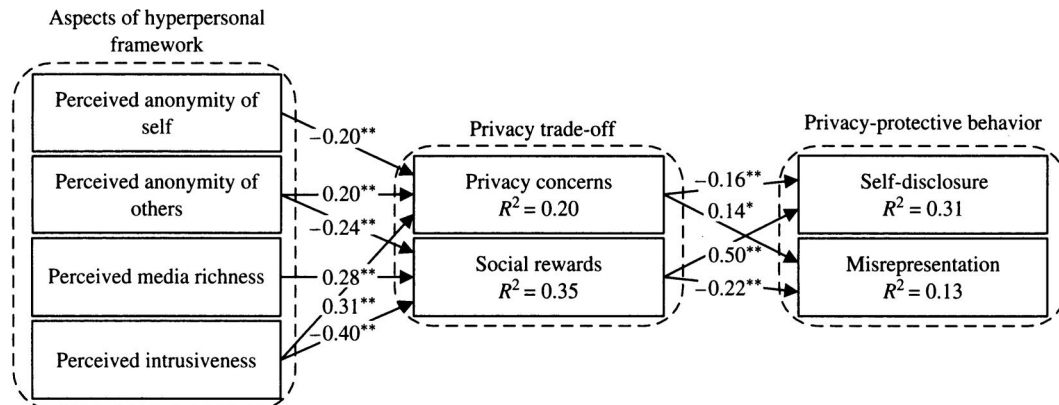 Aspects of hyperpersonal
framework
Perceived anonymity of
self
Perceived anonymity of
others
Perceived media richness
Perceived intrusiveness
−0.20**
0.20**
−0.24**
0.28**
0.31**
−0.40**
Privacy trade-off
Privacy concerns
R² = 0.20
Social rewards
R² = 0.35
−0.16**
0.14*
0.50**
−0.22**
Privacy-protective behavior
Self-disclosure
R² = 0.31
Misrepresentation
R² = 0.13